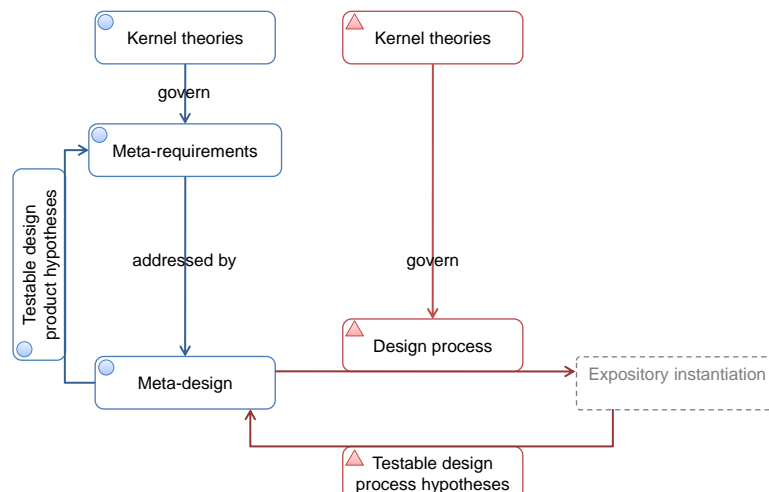 Kernel theories
Kernel theories
govern
Meta-requirements
Testable design
product hypotheses
addressed by
govern
Design process
Meta-design
Expository instantiation
Testable design
process hypotheses